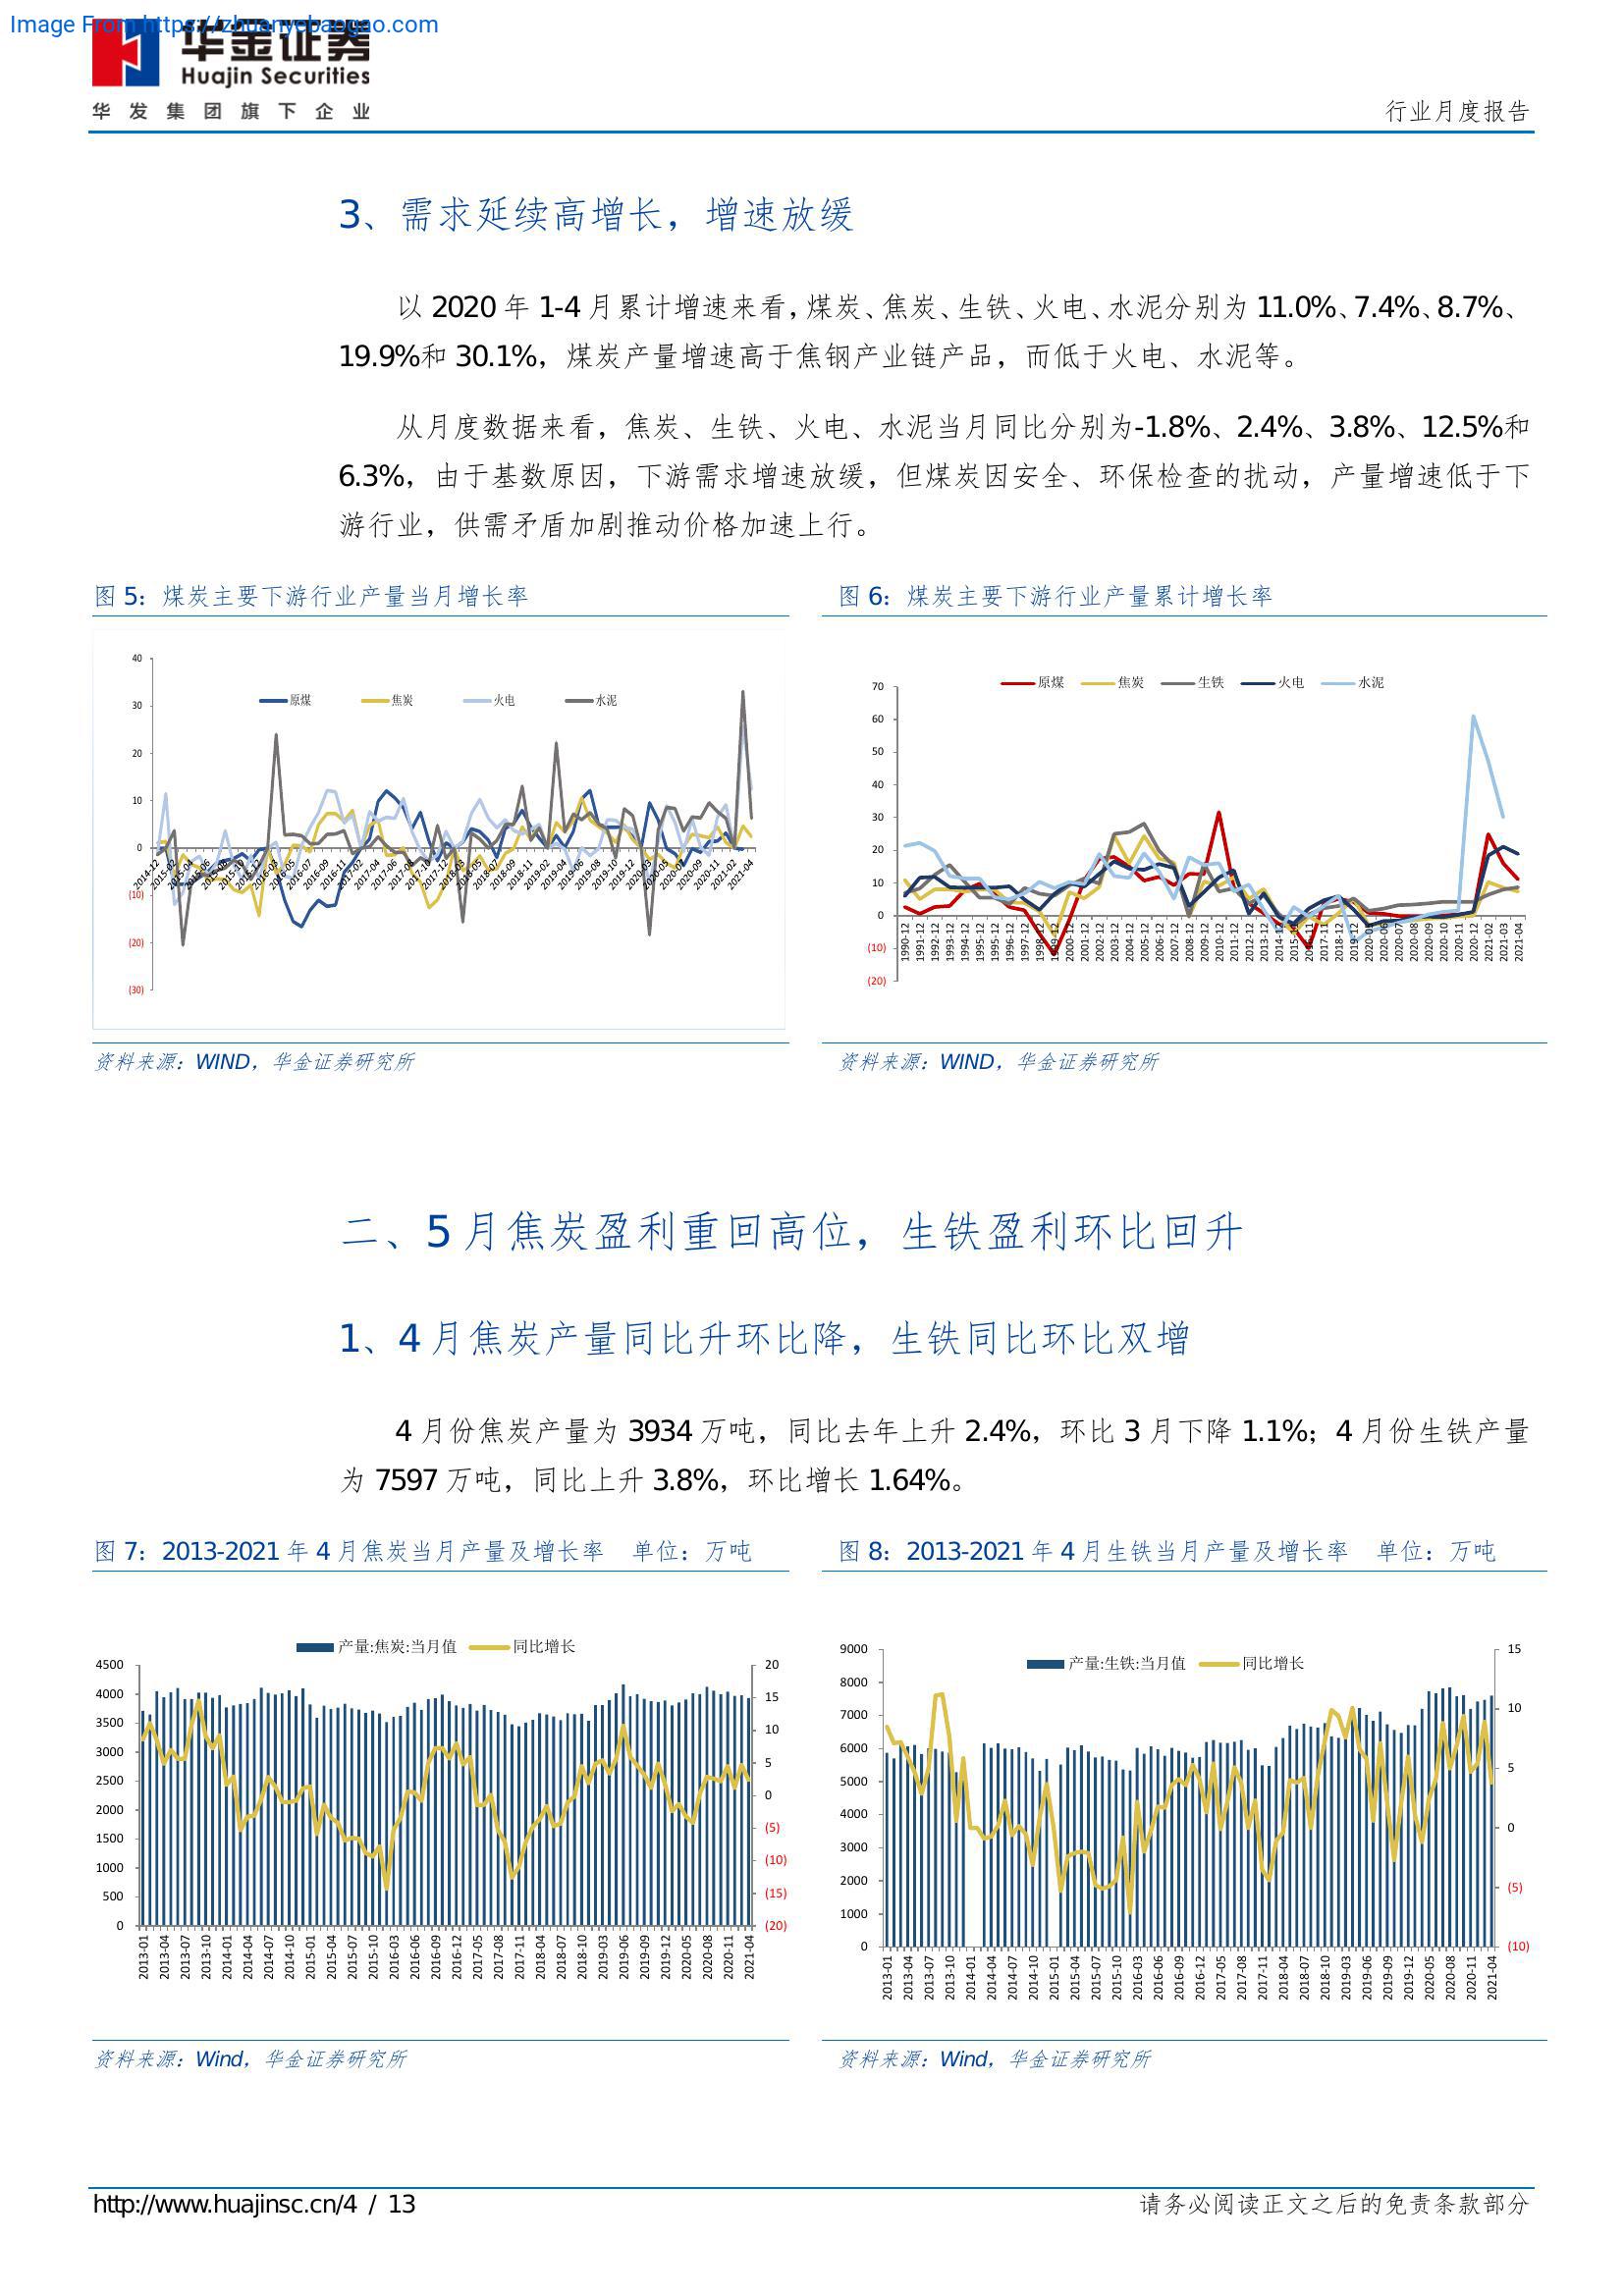 Image From https://zhuanyebaogao.com
华金证券
Huajin Securities
华发集团旗下企业
行业月度报告
3、需求延续高增长，增速放缓
以 2020 年 1-4 月累计增速来看，煤炭、焦炭、生铁、火电、水泥分别为 11.0%、7.4%、8.7%、
19.9%和 30.1%，煤炭产量增速高于焦钢产业链产品，而低于火电、水泥等。
从月度数据来看，焦炭、生铁、火电、水泥当月同比分别为-1.8%、2.4%、3.8%、12.5%和
6.3%，由于基数原因，下游需求增速放缓，但煤炭因安全、环保检查的扰动，产量增速低于下
游行业，供需矛盾加剧推动价格加速上行。
图 5：煤炭主要下游行业产量当月增长率
40
30
20
10
0
(10)
(20)
(30)
原煤 焦炭 火电 水泥
2014-12 2015-02 2015-04 2015-06 2015-08 2015-10 2015-12 2016-03 2016-05 2016-07 2016-09 2016-11 2017-02 2017-04 2017-06 2017-08 2017-10 2017-12 2018-03 2018-05 2018-07 2018-09 2018-11 2019-02 2019-04 2019-06 2019-08 2019-10 2019-12 2020-03 2020-05 2020-07 2020-09 2020-11 2021-02 2021-04
资料来源：WIND，华金证券研究所
图 6：煤炭主要下游行业产量累计增长率
原煤 焦炭 生铁 火电 水泥
70
60
50
40
30
20
10
0
(10)
(20)
1990-12 1991-12 1992-12 1993-12 1994-12 1995-12 1996-12 1997-12 1998-12 1999-12 2000-12 2001-12 2002-12 2003-12 2004-12 2005-12 2006-12 2007-12 2008-12 2009-12 2010-12 2011-12 2012-12 2013-12 2014-12 2015-12 2016-11 2017-12 2018-12 2019-12 2020-03 2020-06 2020-07 2020-08 2020-09 2020-10 2020-11 2020-12 2021-02 2021-03 2021-04
资料来源：WIND，华金证券研究所
二、5 月焦炭盈利重回高位，生铁盈利环比回升
1、4 月焦炭产量同比升环比降，生铁同比环比双增
4 月份焦炭产量为 3934 万吨，同比去年上升 2.4%，环比 3 月下降 1.1%；4 月份生铁产量
为 7597 万吨，同比上升 3.8%，环比增长 1.64%。
图 7：2013-2021 年 4 月焦炭当月产量及增长率 单位：万吨
产量:焦炭:当月值 同比增长
4500
4000
3500
3000
2500
2000
1500
1000
500
0
20
15
10
5
0
(5)
(10)
(15)
(20)
2013-01 2013-04 2013-07 2013-10 2014-01 2014-04 2014-07 2014-10 2015-01 2015-04 2015-07 2015-10 2016-03 2016-06 2016-09 2016-12 2017-05 2017-08 2017-11 2018-04 2018-07 2018-10 2019-03 2019-06 2019-09 2019-12 2020-05 2020-08 2020-11 2021-04
资料来源：Wind，华金证券研究所
图 8：2013-2021 年 4 月生铁当月产量及增长率 单位：万吨
产量:生铁:当月值 同比增长
9000
8000
7000
6000
5000
4000
3000
2000
1000
0
15
10
5
0
(5)
(10)
2013-01 2013-04 2013-07 2013-10 2014-01 2014-04 2014-07 2014-10 2015-01 2015-04 2015-07 2015-10 2016-03 2016-06 2016-09 2016-12 2017-05 2017-08 2017-11 2018-04 2018-07 2018-10 2019-03 2019-06 2019-09 2019-12 2020-05 2020-08 2020-11 2021-04
资料来源：Wind，华金证券研究所
http://www.huajinsc.cn/4 / 13
请务必阅读正文之后的免责条款部分